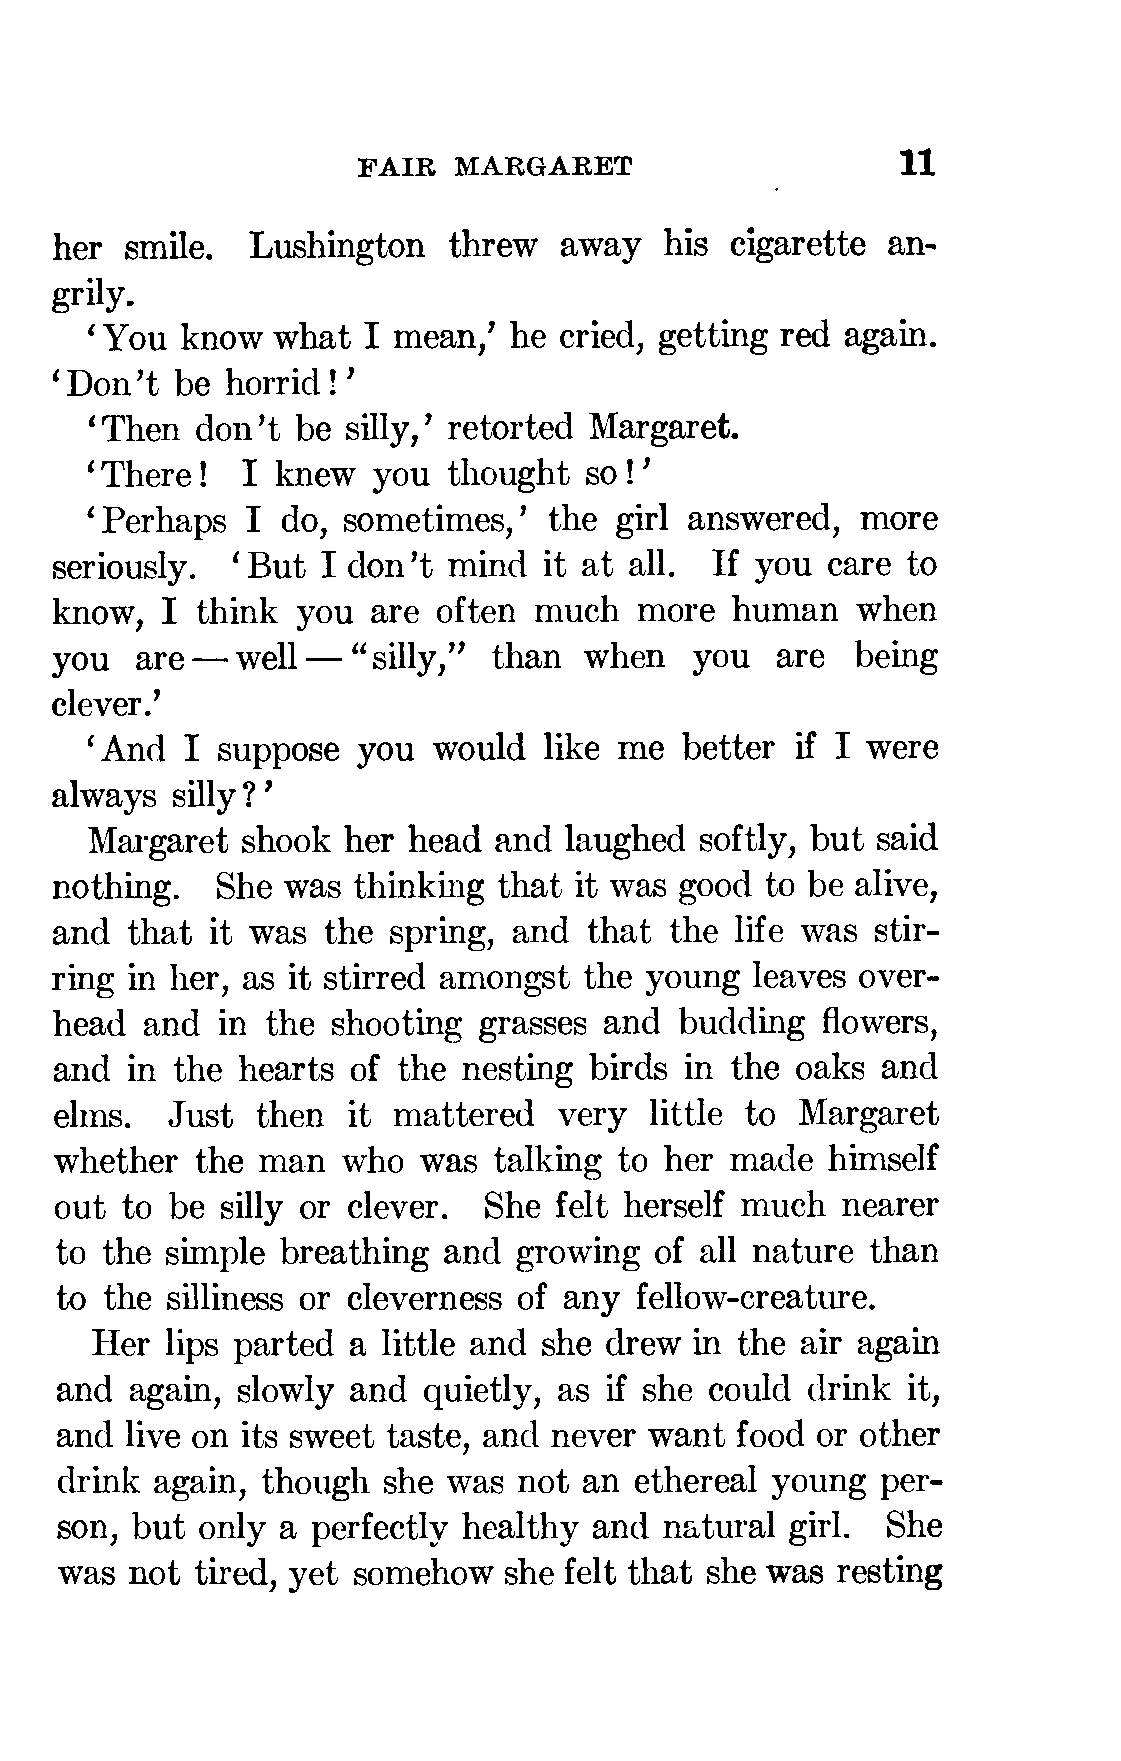 FAIR MARGARET 11
her smile. Lushington threw away his cigarette an-
grily.
‘You know what I mean,’ he cried, getting red again.
‘Don’t be horrid!’
‘Then don’t be silly,’ retorted Margaret.
‘There! I knew you thought so!’
‘Perhaps I do, sometimes,’ the girl answered, more
seriously. ‘But I don’t mind it at all. If you care to
know, I think you are often much more human when
you are — well — “silly,” than when you are being
clever.’
‘And I suppose you would like me better if I were
always silly?’
Margaret shook her head and laughed softly, but said
nothing. She was thinking that it was good to be alive,
and that it was the spring, and that the life was stir-
ring in her, as it stirred amongst the young leaves over-
head and in the shooting grasses and budding flowers,
and in the hearts of the nesting birds in the oaks and
elms. Just then it mattered very little to Margaret
whether the man who was talking to her made himself
out to be silly or clever. She felt herself much nearer
to the simple breathing and growing of all nature than
to the silliness or cleverness of any fellow-creature.
Her lips parted a little and she drew in the air again
and again, slowly and quietly, as if she could drink it,
and live on its sweet taste, and never want food or other
drink again, though she was not an ethereal young per-
son, but only a perfectly healthy and natural girl. She
was not tired, yet somehow she felt that she was resting